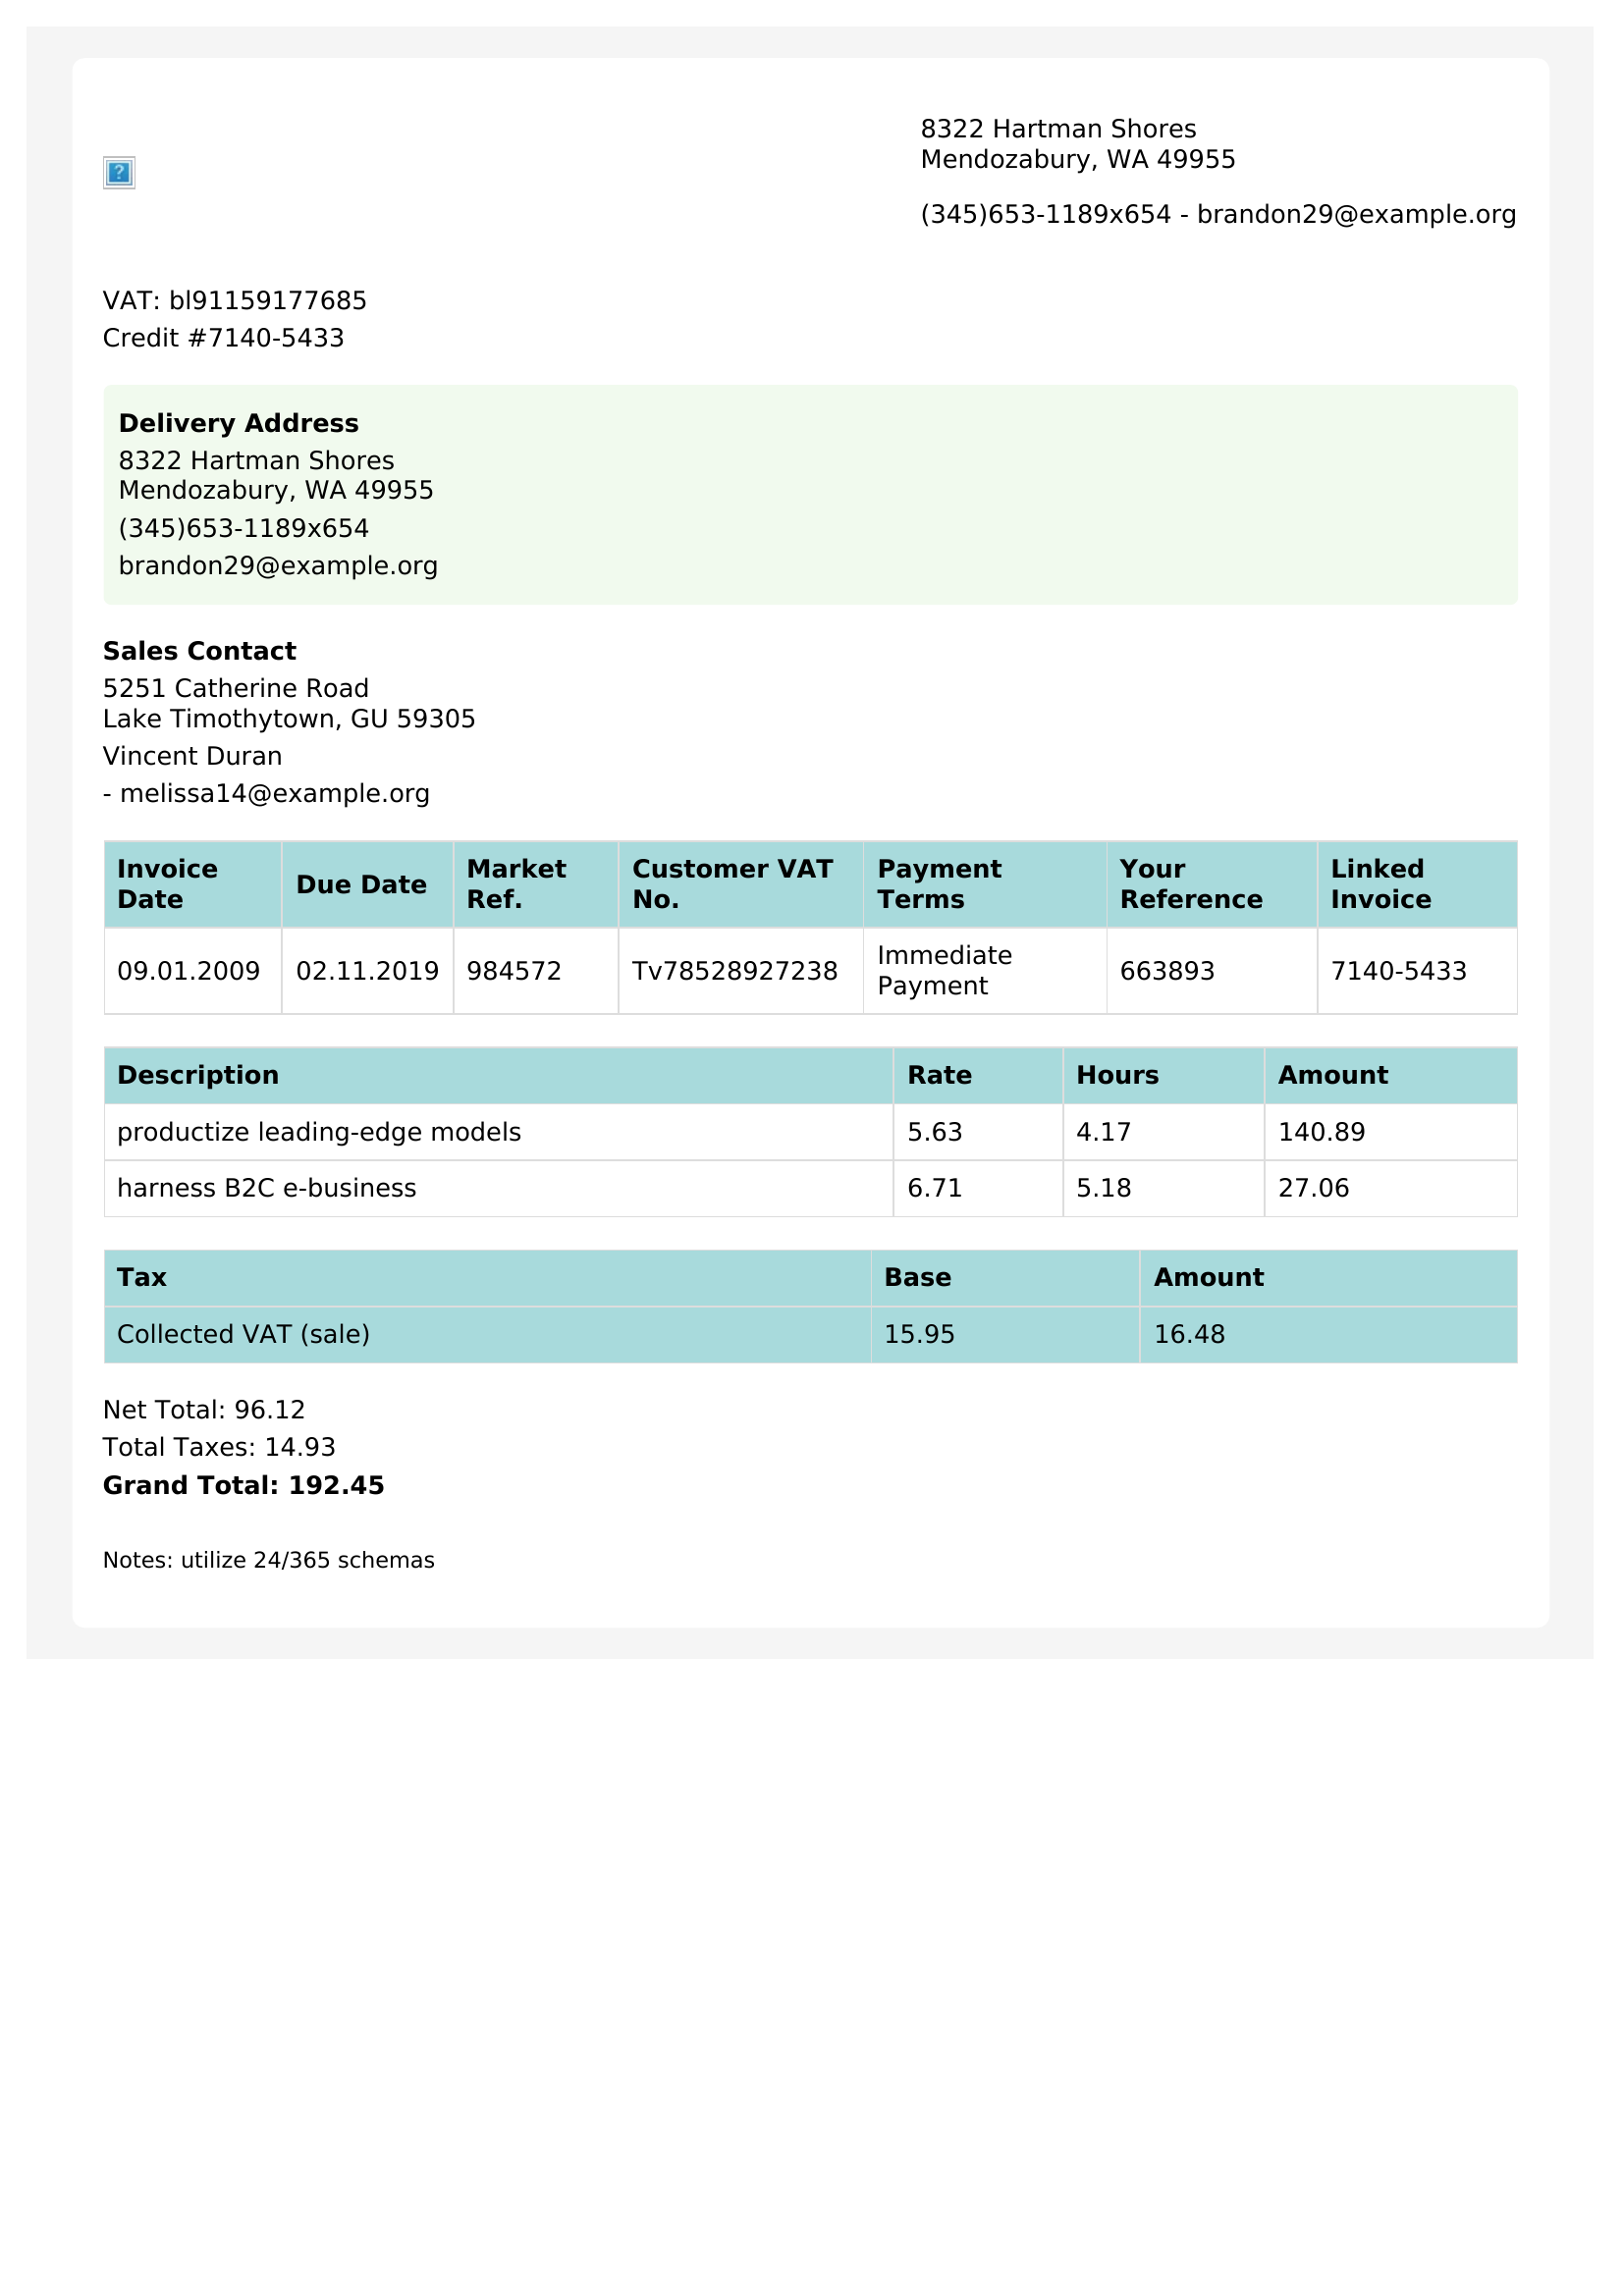 8322 Hartman Shores
Mendozabury, WA 49955
(345)653-1189x654 - brandon29@example.org
VAT: bl91159177685
Credit #7140-5433
Delivery Address
8322 Hartman Shores
Mendozabury, WA 49955
(345)653-1189x654
brandon29@example.org
Sales Contact
5251 Catherine Road
Lake Timothytown, GU 59305
Vincent Duran
- melissa14@example.org
Invoice Date Due Date Market Ref. Customer VAT No. Payment Terms Your Reference Linked Invoice
09.01.2009 02.11.2019 984572 Tv78528927238 Immediate Payment 663893 7140-5433
Description Rate Hours Amount
productize leading-edge models 5.63 4.17 140.89
harness B2C e-business 6.71 5.18 27.06
Tax Base Amount
Collected VAT (sale) 15.95 16.48
Net Total: 96.12
Total Taxes: 14.93
Grand Total: 192.45
Notes: utilize 24/365 schemas